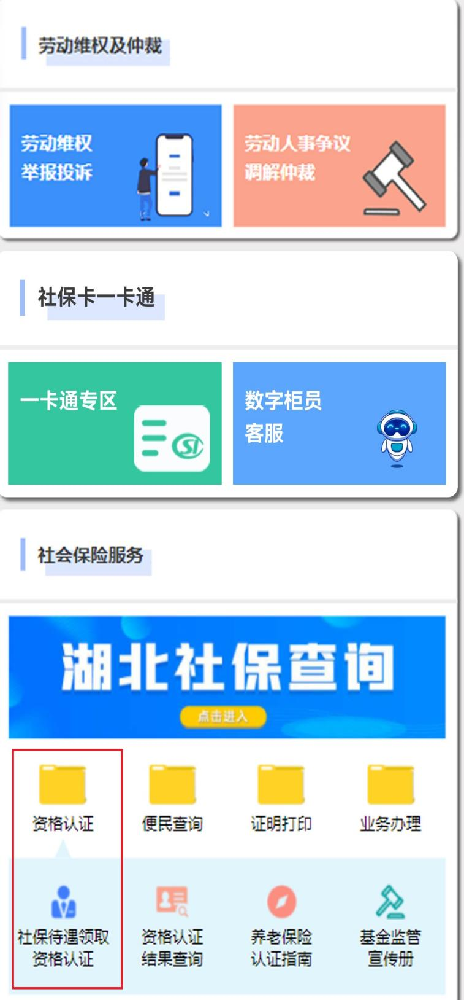 劳动维权及仲裁
劳动维权
举报投诉
劳动人事争议
调解仲裁
社保卡一卡通
一卡通专区
数字柜员
客服
社会保险服务
湖北社保查询
点击进入
资格认证
便民查询
证明打印
业务办理
社保待遇领取
资格认证
资格认证
结果查询
养老保险
认证指南
基金监管
宣传册